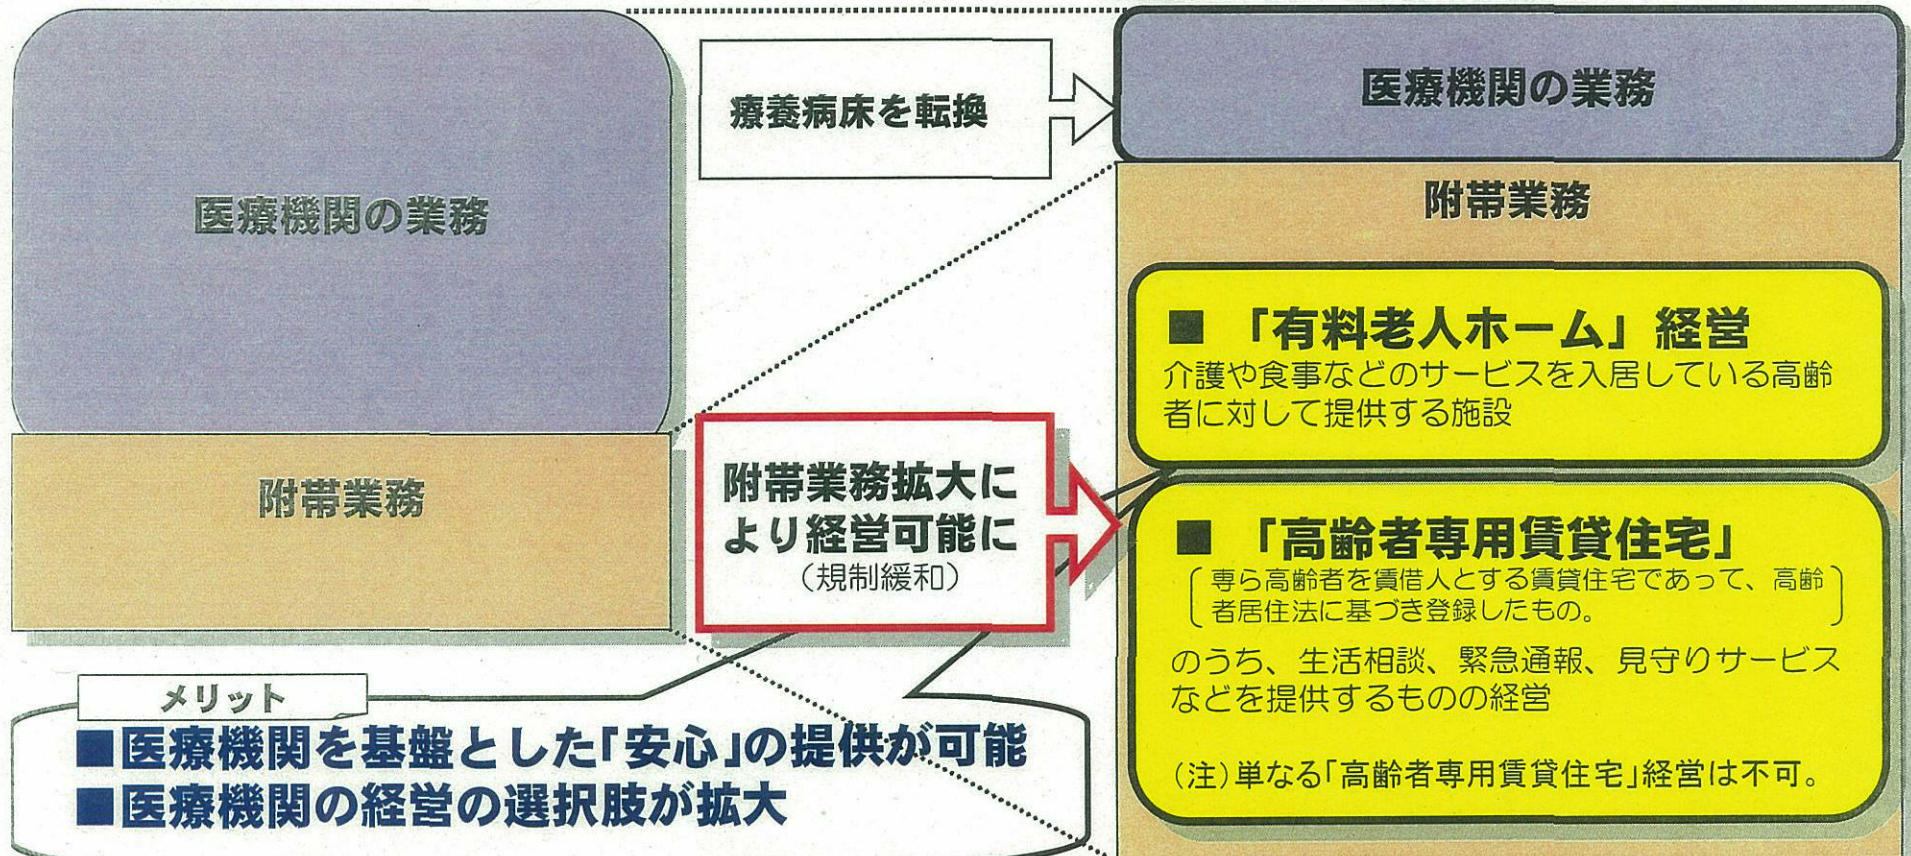 医療機関の業務
附帯業務
療養病床を転換
附帯業務拡大に
より経営可能に
(規制緩和)
メリット
■医療機関を基盤とした「安心」の提供が可能
■医療機関の経営の選択肢が拡大
医療機関の業務
附帯業務
■ 「有料老人ホーム」経営
介護や食事などのサービスを入居している高齢
者に対して提供する施設
■ 「高齢者専用賃貸住宅」
専ら高齢者を賃借人とする賃貸住宅であって、高齢
者居住法に基づき登録したもの。
のうち、生活相談、緊急通報、見守りサービス
などを提供するものの経営
(注)単なる「高齢者専用賃貸住宅」経営は不可。